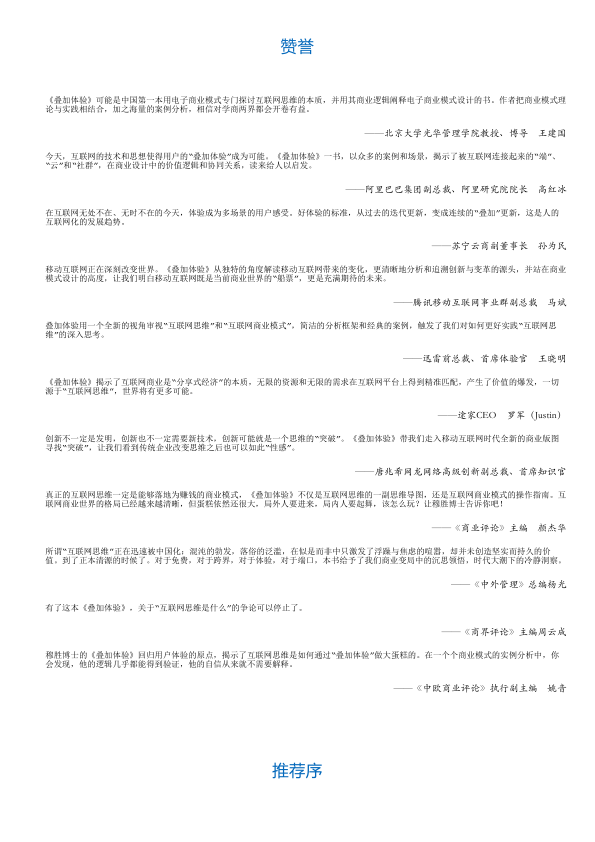 赞誉
《叠加体验》可能是中国第一本用电子商业模式专门探讨互联网思维的本质，并用其商业逻辑阐释电子商业模式设计的书。作者把商业模式理
论与实践相结合，加之海量的案例分析，相信对学商两界都会开卷有益。
——北京大学光华管理学院教授、博导　王建国
今天，互联网的技术和思想使得用户的“叠加体验”成为可能。《叠加体验》一书，以众多的案例和场景，揭示了被互联网连接起来的“端”、
“云”和“社群”，在商业设计中的价值逻辑和协同关系，读来给人以启发。
——阿里巴巴集团副总裁、阿里研究院院长　高红冰
在互联网无处不在、无时不在的今天，体验成为多场景的用户感受。好体验的标准，从过去的迭代更新，变成连续的“叠加”更新，这是人的
互联网化的发展趋势。
——苏宁云商副董事长　孙为民
移动互联网正在深刻改变世界。《叠加体验》从独特的角度解读移动互联网带来的变化，更清晰地分析和追溯创新与变革的源头，并站在商业
模式设计的高度，让我们明白移动互联网既是当前商业世界的“船票”，更是充满期待的未来。
——腾讯移动互联网事业群副总裁　马斌
叠加体验用一个全新的视角审视“互联网思维”和“互联网商业模式”。简洁的分析框架和经典的案例，触发了我们对如何更好实践“互联网思
维”的深入思考。
——迅雷前总裁、首席体验官　王晓明
《叠加体验》揭示了互联网商业是“分享式经济”的本质，无限的资源和无限的需求在互联网平台上得到精准匹配，产生了价值的爆发，一切
源于“互联网思维”，世界将有更多可能。
——途家CEO　罗军（Justin）
创新不一定是发明，创新也不一定需要新技术。创新可能就是一个思维的“突破”。《叠加体验》带我们走入移动互联网时代全新的商业版图
寻找“突破”，让我们看到传统企业改变思维之后也可以如此“性感”。
——唐兆希网龙网络高级创新副总裁、首席知识官
真正的互联网思维一定是能够落地为赚钱的商业模式，《叠加体验》不仅是互联网思维的一副思维导图，还是互联网商业模式的操作指南。互
联网商业世界的格局已经越来越清晰，但蛋糕依然还很大，局外人要进来，局内人要起舞，该怎么玩？让穆胜博士告诉你吧！
——《商业评论》主编　颜杰华
所谓“互联网思维”正在迅速被中国化；混沌的勃发，落俗的泛滥，在似是而非中只激发了浮躁与焦虑的喧嚣，却并未创造坚实而持久的价
值。到了正本清源的时候了。对于免费，对于跨界，对于体验，对于端口，本书给予了我们商业变局中的沉思领悟，时代大潮下的冷静洞察。
——《中外管理》总编杨光
有了这本《叠加体验》，关于“互联网思维是什么”的争论可以停止了。
——《商界评论》主编周云成
穆胜博士的《叠加体验》回归用户体验的原点，揭示了互联网思维是如何通过“叠加体验”做大蛋糕的。在一个个商业模式的实例分析中，你
会发现，他的逻辑几乎都能得到验证，他的自信从来就不需要解释。
——《中欧商业评论》执行副主编　姚音
推荐序